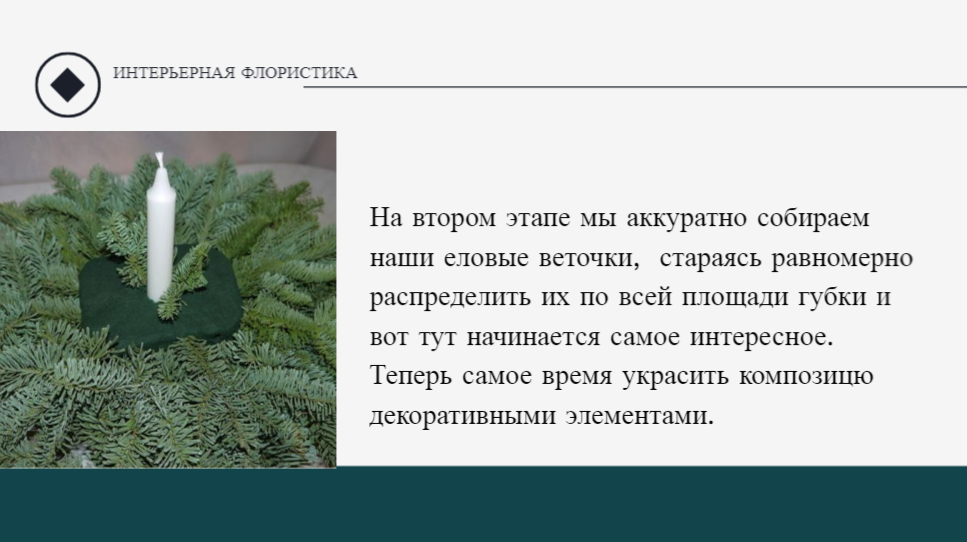 ИНТЕРЬЕРНАЯ ФЛОРИСТИКА
На втором этапе мы аккуратно собираем
наши еловые веточки, стараясь равномерно
распределить их по всей площади губки и
вот тут начинается самое интересное.
Теперь самое время украсить композицю
декоративными элементами.